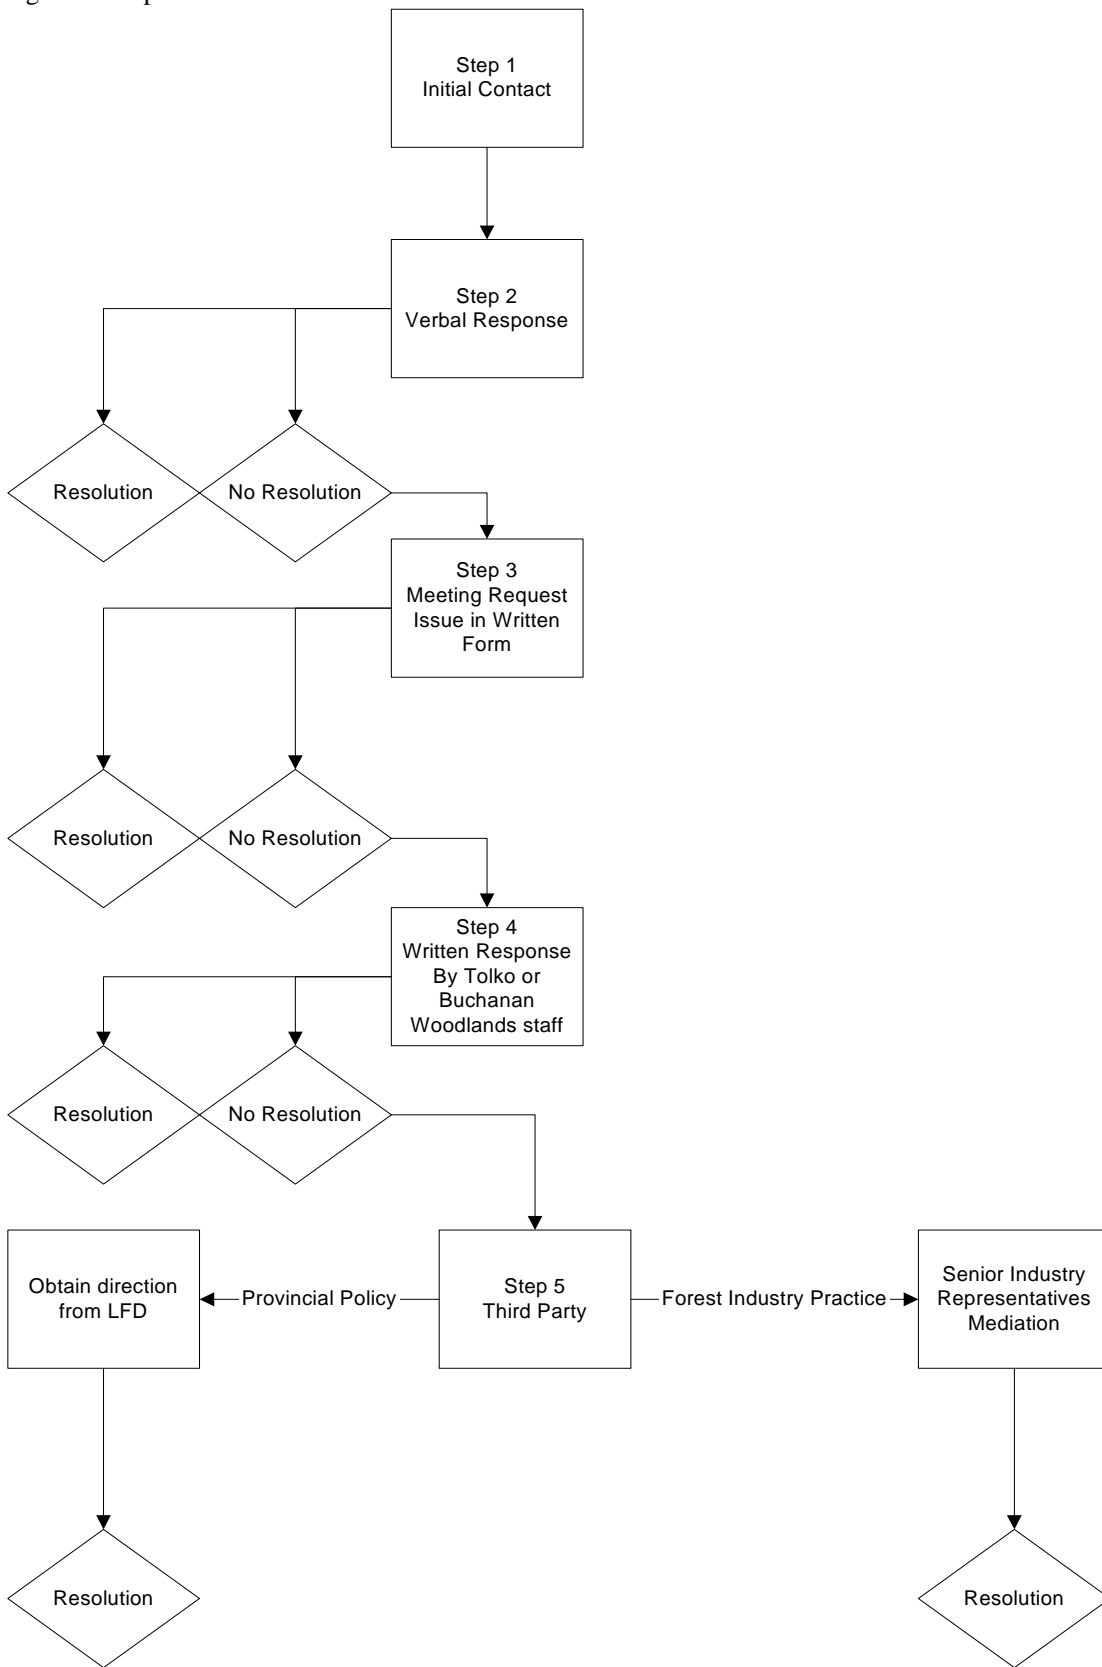 Step 1
Initial Contact
Step 2
Verbal Response
Resolution
No Resolution
Step 3
Meeting Request
Issue in Written
Form
Resolution
No Resolution
Step 4
Written Response
By Tolko or
Buchanan
Woodlands staff
Resolution
No Resolution
Obtain direction
from LFD
Provincial Policy
Step 5
Third Party
Forest Industry Practice
Senior Industry
Representatives
Mediation
Resolution
Resolution